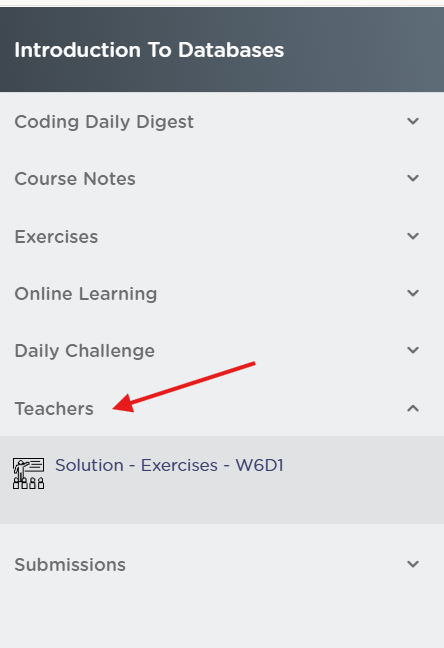 Introduction To Databases
Coding Daily Digest
Course Notes
Exercises
Online Learning
Daily Challenge
Teachers
Solution - Exercises - W6D1
Submissions